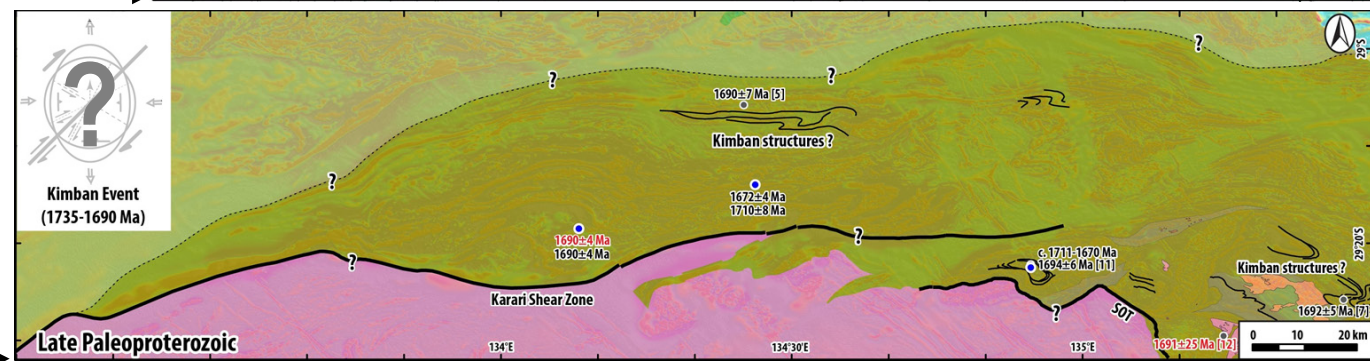 ?
Kimban Event
(1735-1690 Ma)
?
?
?
?
29°S
1690±7 Ma [5]
Kimban structures ?
1672±4 Ma
1710±8 Ma
1690±4 Ma
1690±4 Ma
?
?
c. 1711-1670 Ma
1694±6 Ma [11]
29°20'S
Kimban structures ?
Karari Shear Zone
1692±5 Ma [7]
?
SOT
Late Paleoproterozoic
134°E
134°30'E
135°E
1691±25 Ma [12]
0 10 20 km